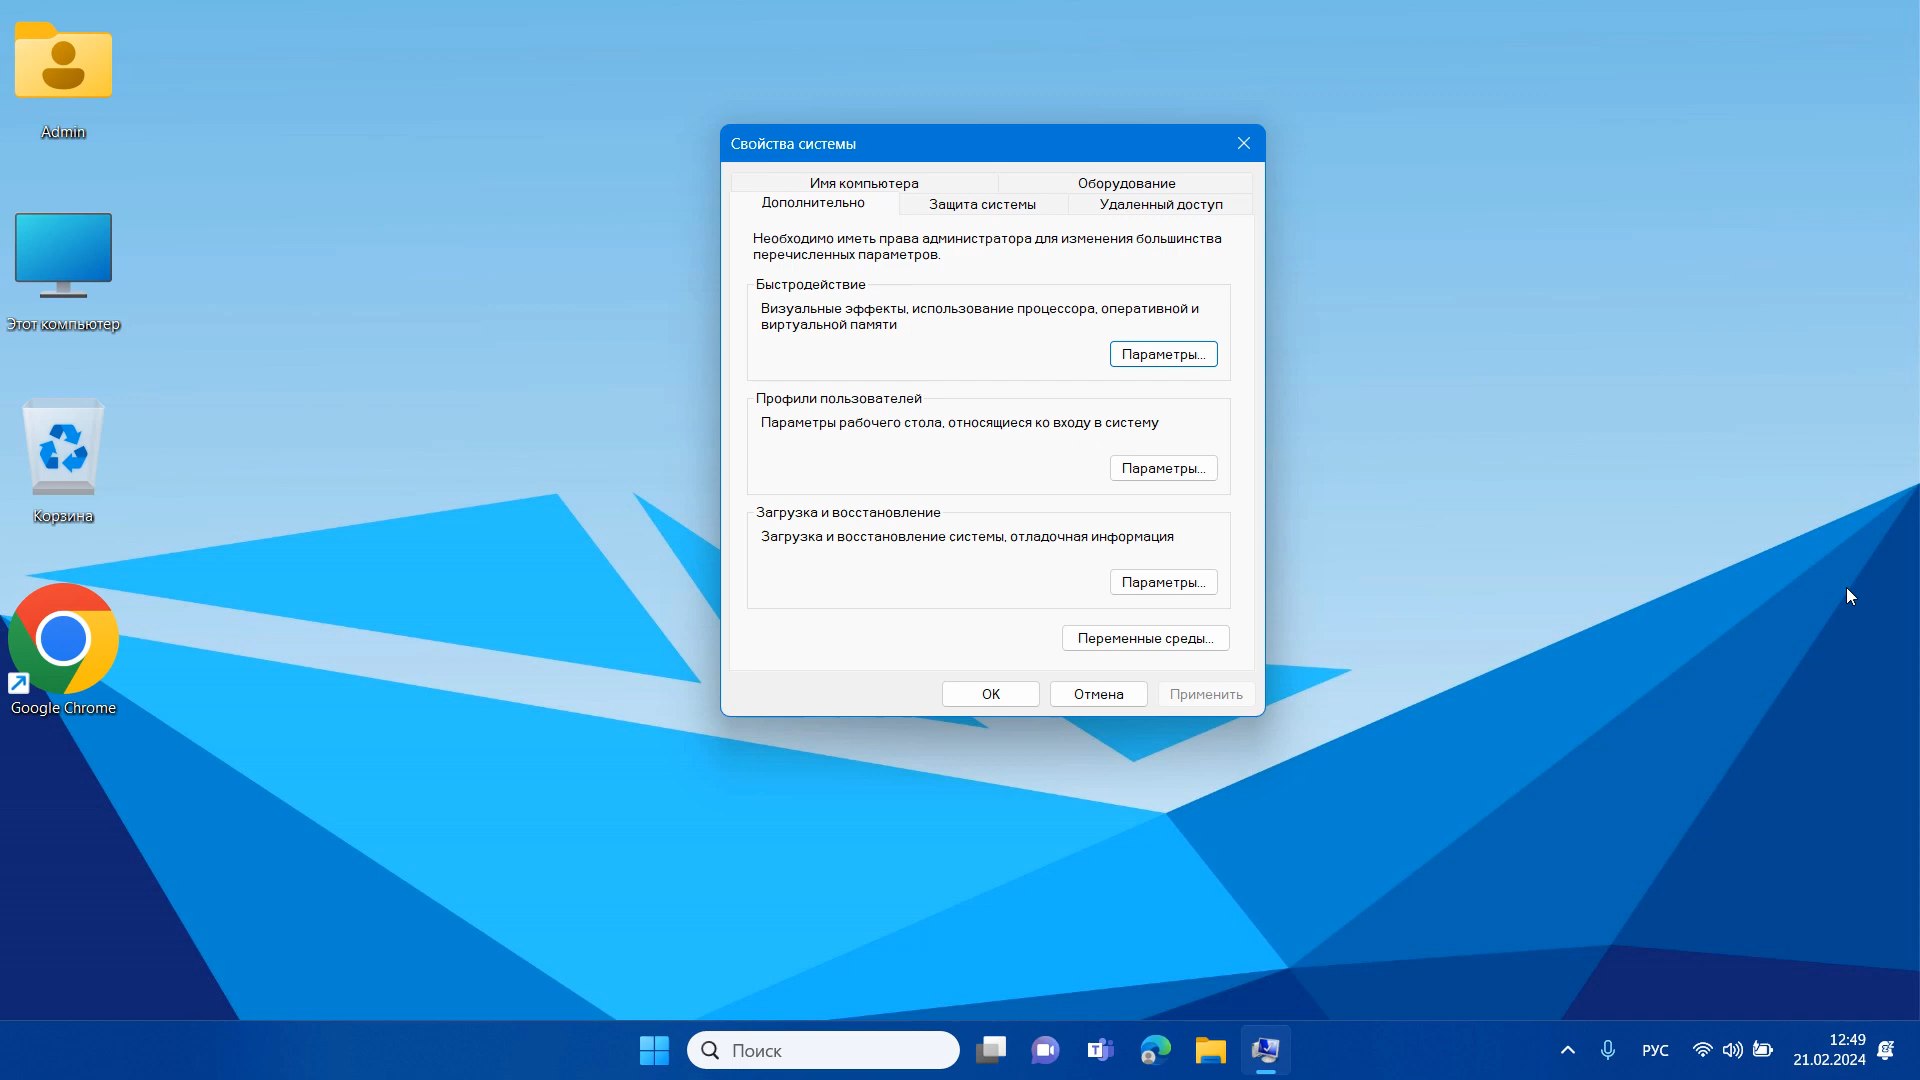 Admin
Этот компьютер
Корзина
Google Chrome
Свойства системы
Имя компьютера
Оборудование
Дополнительно
Защита системы
Удаленный доступ
Необходимо иметь права администратора для изменения большинства
перечисленных параметров.
Быстродействие
Визуальные эффекты, использование процессора, оперативной и
виртуальной памяти
Параметры...
Профили пользователей
Параметры рабочего стола, относящиеся ко входу в систему
Параметры...
Загрузка и восстановление
Загрузка и восстановление системы, отладочная информация
Параметры...
Переменные среды...
ОК
Отмена
Применить
Поиск
РУС
12:49
21.02.2024